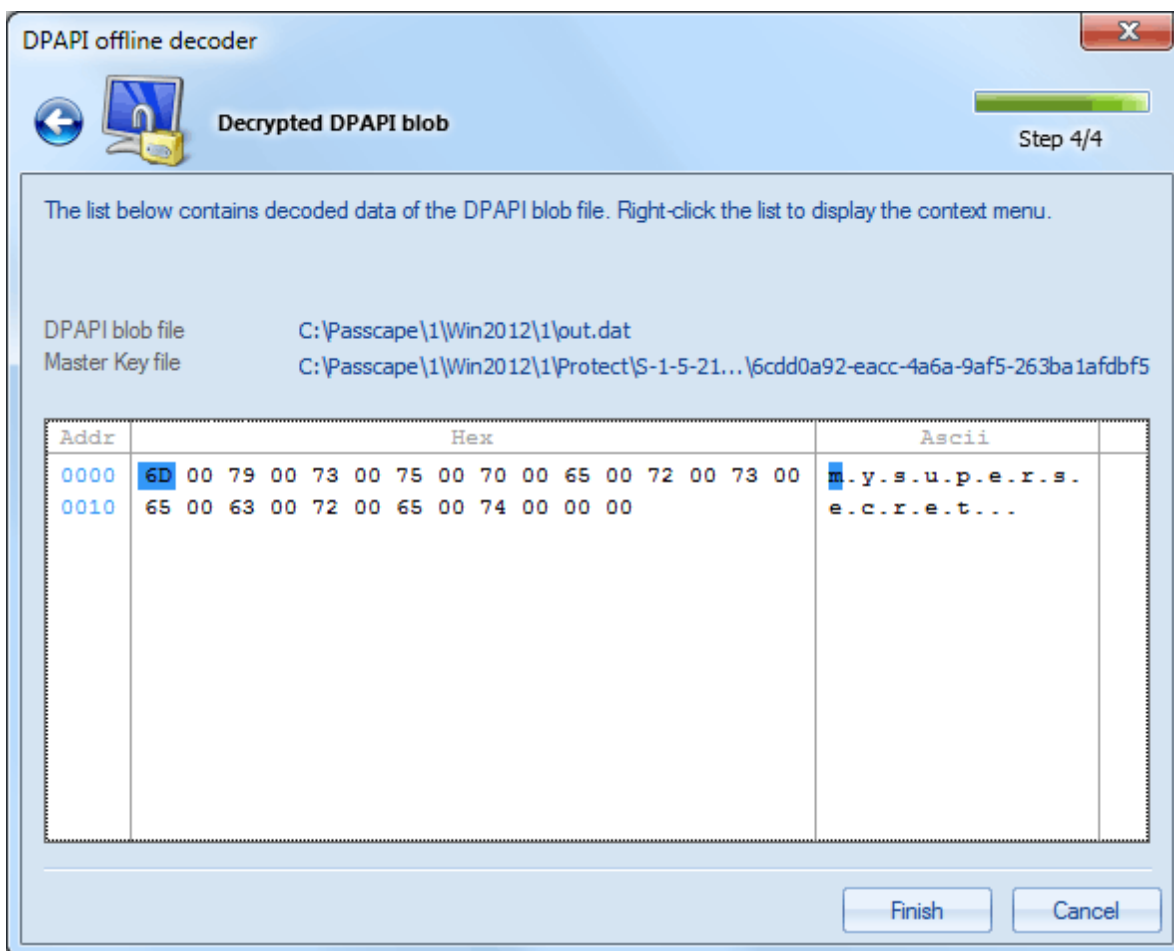 DPAPI offline decoder
Decrypted DPAPI blob
Step 4/4
The list below contains decoded data of the DPAPI blob file. Right-click the list to display the context menu.
DPAPI blob file C:\Passcape\1\Win2012\1\out.dat
Master Key file C:\Passcape\1\Win2012\1\Protect\S-1-5-21...\6cdd0a92-eacc-4a6a-9af5-263ba1afdbf5
Addr Hex Ascii
0000 6D 00 79 00 73 00 75 00 70 00 65 00 72 00 73 00 m.y.s.u.p.e.r.s.
0010 65 00 63 00 72 00 65 00 74 00 00 00 e.c.r.e.t...
Finish Cancel